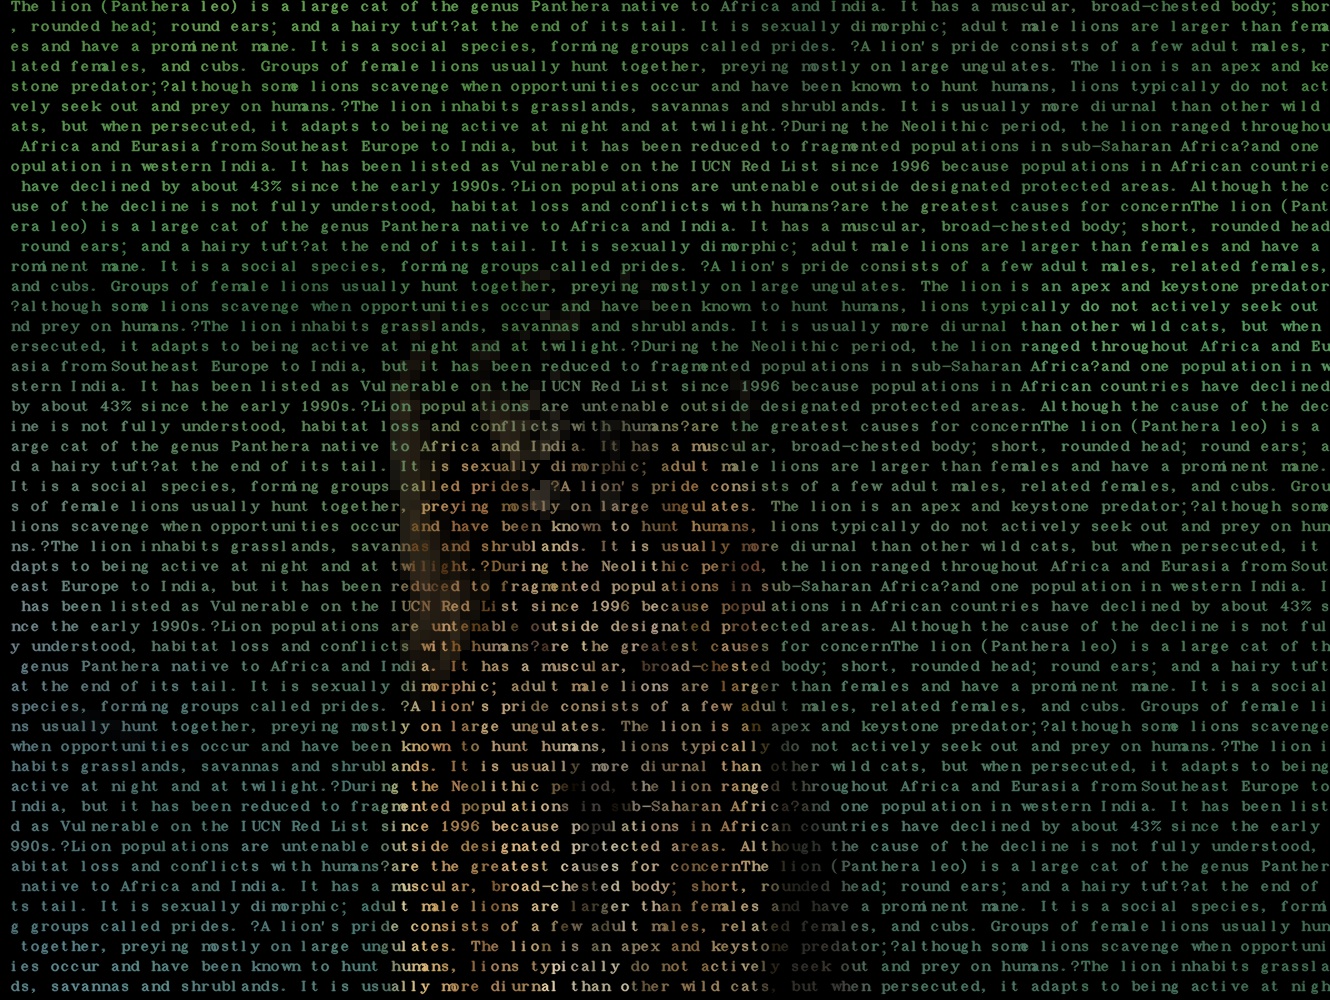 The lion (Panthera leo) is a large cat of the genus Panthera native to Africa and India. It has a muscular, broad-chested body; shor
, rounded head; round ears; and a hairy tuft?at the end of its tail. It is sexually dimorphic; adult male lions are larger than fema
es and have a prominent mane. It is a social species, forming groups called prides. ?A lion's pride consists of a few adult males, r
lated females, and cubs. Groups of female lions usually hunt together, preying mostly on large ungulates. The lion is an apex and ke
stone predator;?although some lions scavenge when opportunities occur and have been known to hunt humans, lions typically do not act
vely seek out and prey on humans.?The lion inhabits grasslands, savannas and shrublands. It is usually more diurnal than other wild
ats, but when persecuted, it adapts to being active at night and at twilight.?During the Neolithic period, the lion ranged throughou
Africa and Eurasia from Southeast Europe to India, but it has been reduced to fragmented populations in sub-Saharan Africa?and one
opulation in western India. It has been listed as Vulnerable on the IUCN Red List since 1996 because populations in African countrie
have declined by about 43% since the early 1990s.?Lion populations are untenable outside designated protected areas. Although the c
use of the decline is not fully understood, habitat loss and conflicts with humans?are the greatest causes for concernThe lion (Pant
era leo) is a large cat of the genus Panthera native to Africa and India. It has a muscular, broad-chested body; short, rounded head
round ears; and a hairy tuft?at the end of its tail. It is sexually dimorphic; adult male lions are larger than females and have a
rominent mane. It is a social species, forming groups called prides. ?A lion's pride consists of a few adult males, related females,
and cubs. Groups of female lions usually hunt together, preying mostly on large ungulates. The lion is an apex and keystone predator
?although some lions scavenge when opportunities occur and have been known to hunt humans, lions typically do not actively seek out
nd prey on humans.?The lion inhabits grasslands, savannas and shrublands. It is usually more diurnal than other wild cats, but when
ersecuted, it adapts to being active at night and at twilight.?During the Neolithic period, the lion ranged throughout Africa and Eu
asia from Southeast Europe to India, but it has been reduced to fragmented populations in sub-Saharan Africa?and one population in w
stern India. It has been listed as Vulnerable on the IUCN Red List since 1996 because populations in African countries have declined
by about 43% since the early 1990s.?Lion populations are untenable outside designated protected areas. Although the cause of the dec
ine is not fully understood, habitat loss and conflicts with humans?are the greatest causes for concernThe lion (Panthera leo) is a
arge cat of the genus Panthera native to Africa and India. It has a muscular, broad-chested body; short, rounded head; round ears; a
d a hairy tuft?at the end of its tail. It is sexually dimorphic; adult male lions are larger than females and have a prominent mane.
It is a social species, forming groups called prides. ?A lion's pride consists of a few adult males, related females, and cubs. Grou
s of female lions usually hunt together, preying mostly on large ungulates. The lion is an apex and keystone predator;?although some
lions scavenge when opportunities occur and have been known to hunt humans, lions typically do not actively seek out and prey on hum
ns.?The lion inhabits grasslands, savannas and shrublands. It is usually more diurnal than other wild cats, but when persecuted, it
dapts to being active at night and at twilight.?During the Neolithic period, the lion ranged throughout Africa and Eurasia from Sout
east Europe to India, but it has been reduced to fragmented populations in sub-Saharan Africa?and one population in western India. I
has been listed as Vulnerable on the IUCN Red List since 1996 because populations in African countries have declined by about 43% s
nce the early 1990s.?Lion populations are untenable outside designated protected areas. Although the cause of the decline is not ful
y understood, habitat loss and conflicts with humans?are the greatest causes for concernThe lion (Panthera leo) is a large cat of th
genus Panthera native to Africa and India. It has a muscular, broad-chested body; short, rounded head; round ears; and a hairy tuft
at the end of its tail. It is sexually dimorphic; adult male lions are larger than females and have a prominent mane. It is a social
species, forming groups called prides. ?A lion's pride consists of a few adult males, related females, and cubs. Groups of female li
ns usually hunt together, preying mostly on large ungulates. The lion is an apex and keystone predator;?although some lions scavenge
when opportunities occur and have been known to hunt humans, lions typically do not actively seek out and prey on humans.?The lion i
habits grasslands, savannas and shrublands. It is usually more diurnal than other wild cats, but when persecuted, it adapts to being
active at night and at twilight.?During the Neolithic period, the lion ranged throughout Africa and Eurasia from Southeast Europe to
India, but it has been reduced to fragmented populations in sub-Saharan Africa?and one population in western India. It has been list
d as Vulnerable on the IUCN Red List since 1996 because populations in African countries have declined by about 43% since the early
990s.?Lion populations are untenable outside designated protected areas. Although the cause of the decline is not fully understood,
abitat loss and conflicts with humans?are the greatest causes for concernThe lion (Panthera leo) is a large cat of the genus Panther
native to Africa and India. It has a muscular, broad-chested body; short, rounded head; round ears; and a hairy tuft?at the end of
ts tail. It is sexually dimorphic; adult male lions are larger than females and have a prominent mane. It is a social species, formi
g groups called prides. ?A lion's pride consists of a few adult males, related females, and cubs. Groups of female lions usually hun
together, preying mostly on large ungulates. The lion is an apex and keystone predator;?although some lions scavenge when opportuni
ies occur and have been known to hunt humans, lions typically do not actively seek out and prey on humans.?The lion inhabits grassla
ds, savannas and shrublands. It is usually more diurnal than other wild cats, but when persecuted, it adapts to being active at nigh